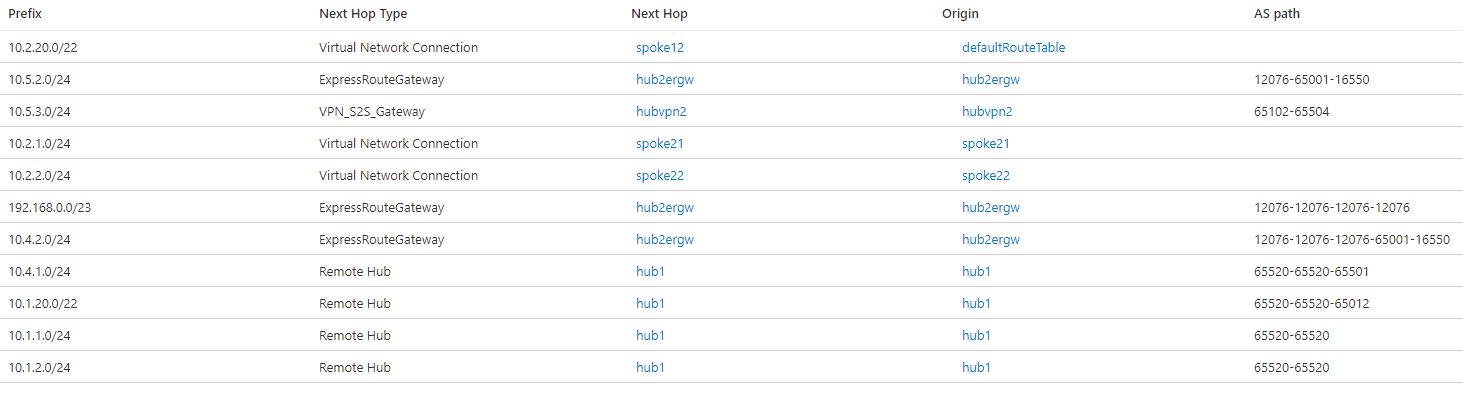 Prefix Next Hop Type Next Hop Origin AS path
10.2.20.0/22 Virtual Network Connection spoke12 defaultRouteTable
10.5.2.0/24 ExpressRouteGateway hub2ergw hub2ergw 12076-65001-16550
10.5.3.0/24 VPN_S2S_Gateway hubvpn2 hubvpn2 65102-65504
10.2.1.0/24 Virtual Network Connection spoke21 spoke21
10.2.2.0/24 Virtual Network Connection spoke22 spoke22
192.168.0.0/23 ExpressRouteGateway hub2ergw hub2ergw 12076-12076-12076-12076
10.4.2.0/24 ExpressRouteGateway hub2ergw hub2ergw 12076-12076-12076-65001-16550
10.4.1.0/24 Remote Hub hub1 hub1 65520-65520-65501
10.1.20.0/22 Remote Hub hub1 hub1 65520-65520-65012
10.1.1.0/24 Remote Hub hub1 hub1 65520-65520
10.1.2.0/24 Remote Hub hub1 hub1 65520-65520